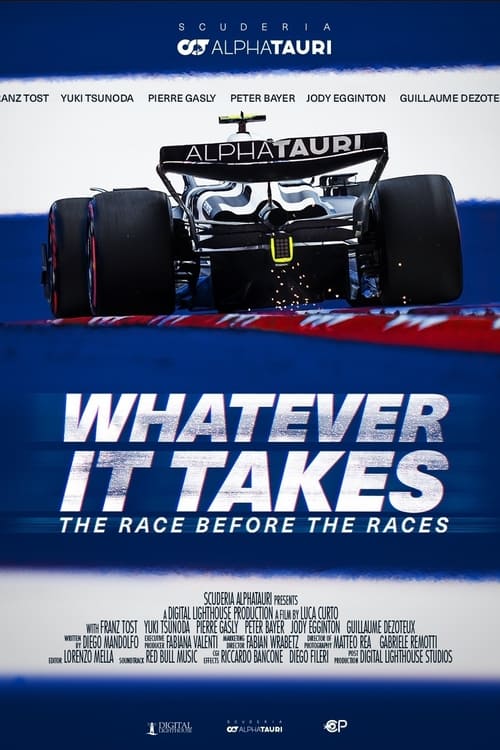 SCUDERIA
ALPHATAURI
FRANZ TOST YUKI TSUNODA PIERRE GASLY PETER BAYER JODY EGGINTON GUILLAUME DEZOTE
ALPHATAURI
WHATEVER
IT TAKES
THE RACE BEFORE THE RACES
SCUDERIA ALPHATAURI PRESENTS
A DIGITAL LIGHTHOUSE PRODUCTION A FILM BY LUCA CURTO
WITH FRANZ TOST YUKI TSUNODA PIERRE GASLY PETER BAYER JODY EGGINTON GUILLAUME DEZOTEUX
WRITTEN BY DIEGO MANDOLFO EXECUTIVE PRODUCER FABIANA VALENTI MARKETING DIRECTOR FABIAN WRABETZ DIRECTOR OF PHOTOGRAPHY MATTEO REA GABRIELE REMOTTI
EDITOR LORENZO MELLA SOUNDTRACK RED BULL MUSIC CGI EFFECTS RICCARDO BANCONE DIEGO FILERI POST PRODUCTION DIGITAL LIGHTHOUSE STUDIOS
DIGITAL
LIGHTHOUSE
SCUDERIA
ALPHATAURI
CP